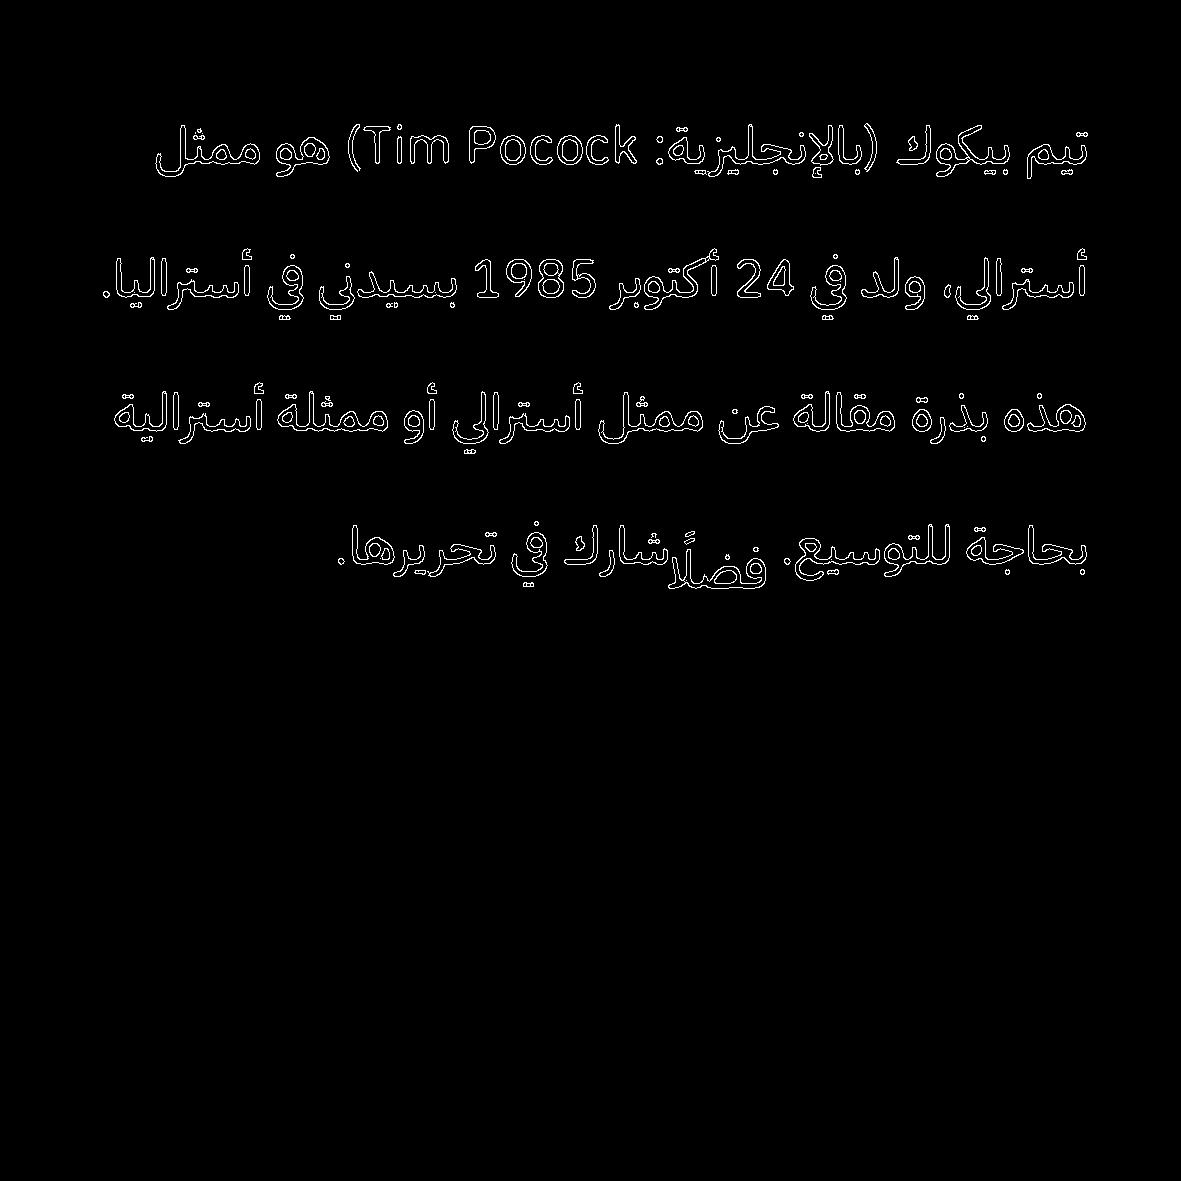 تيم بيكوك (بالإنجليزية: Tim Pocock) هو ممثل
أسترالي، ولد في 24 أكتوبر 1985 بسيدني في أستراليا.
هذه بذرة مقالة عن ممثل أسترالي أو ممثلة أسترالية
بحاجة للتوسيع. فضلًا شارك في تحريرها.